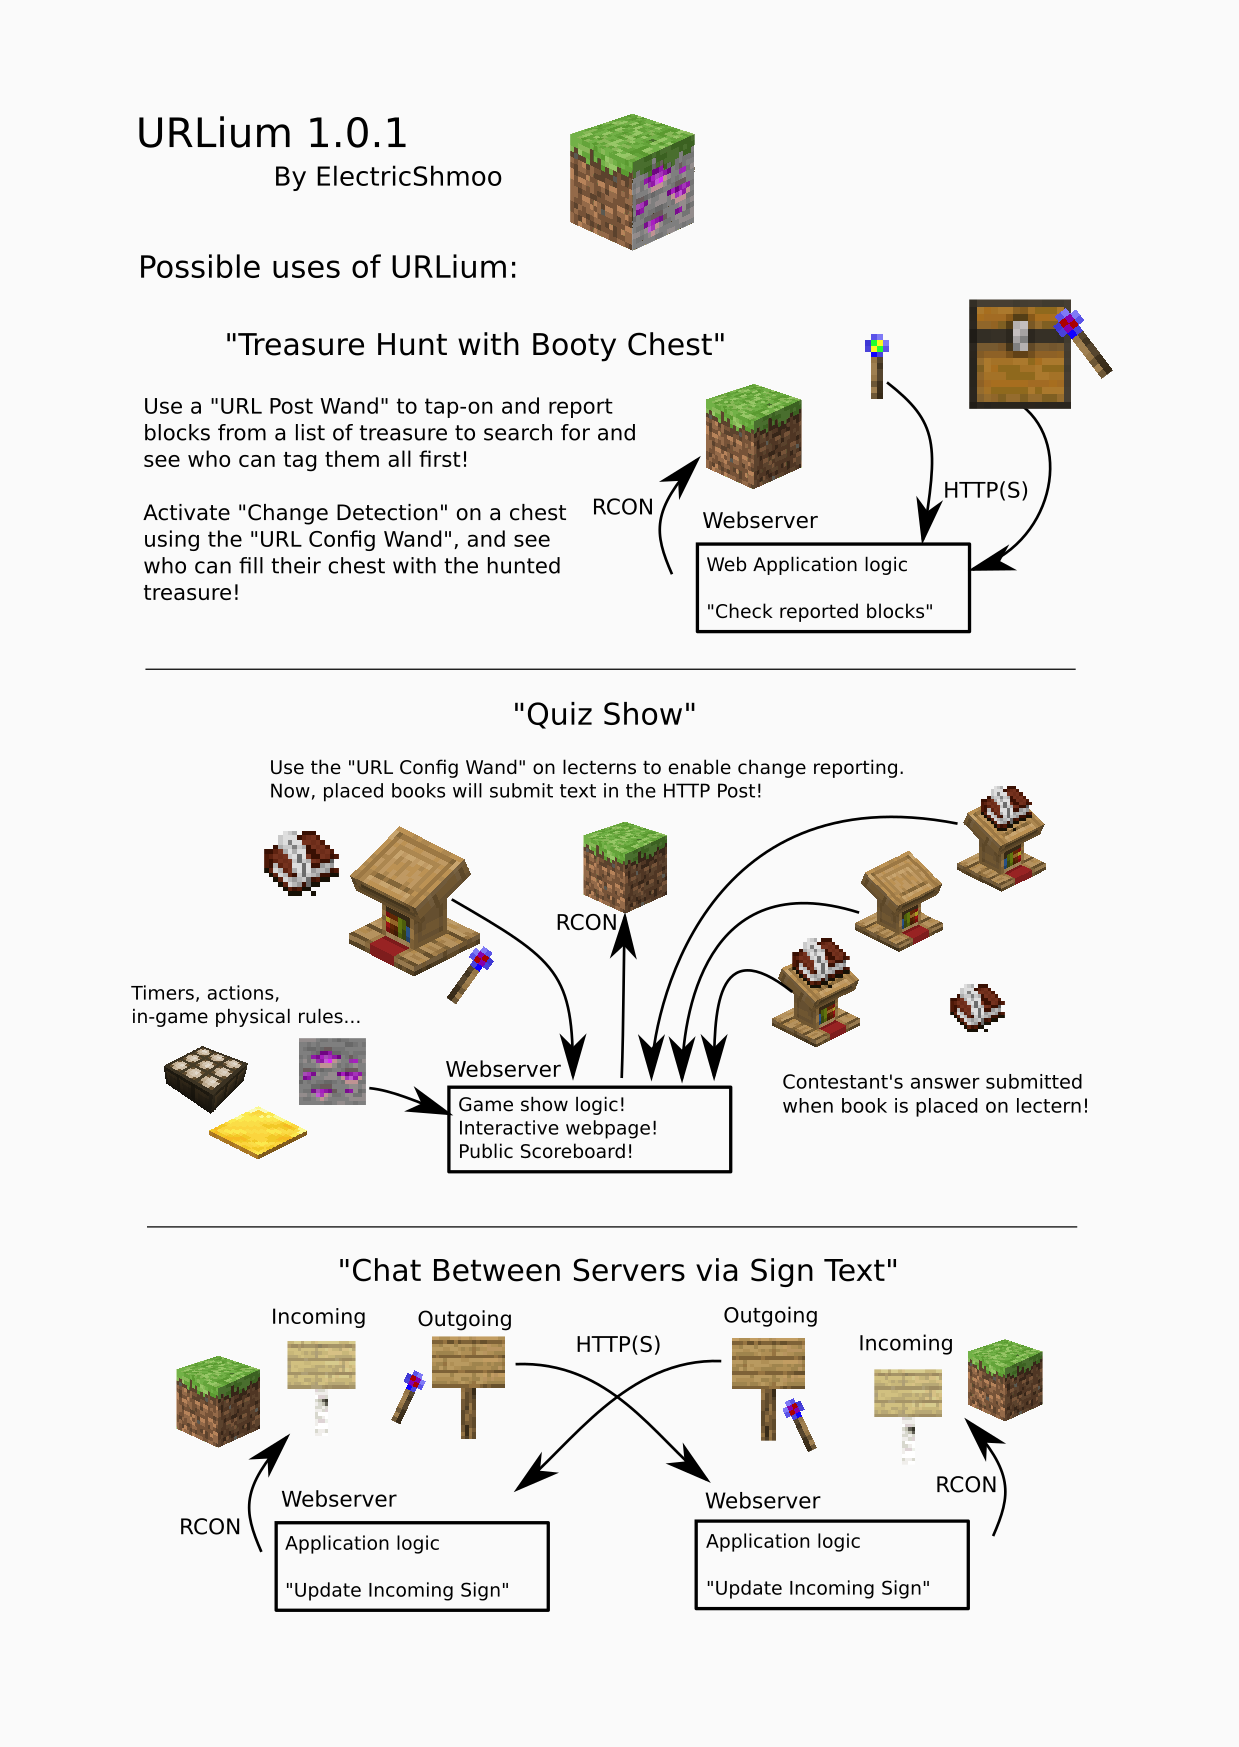 URLium 1.0.1
By ElectricShmoo
Possible uses of URLium:
"Treasure Hunt with Booty Chest"
Use a "URL Post Wand" to tap-on and report
blocks from a list of treasure to search for and
see who can tag them all first!
Activate "Change Detection" on a chest
using the "URL Config Wand", and see
who can fill their chest with the hunted
treasure!
RCON
HTTP(S)
Webserver
Web Application logic
"Check reported blocks"
"Quiz Show"
Use the "URL Config Wand" on lecterns to enable change reporting.
Now, placed books will submit text in the HTTP Post!
RCON
Timers, actions,
in-game physical rules...
Webserver
Game show logic!
Interactive webpage!
Public Scoreboard!
Contestant's answer submitted
when book is placed on lectern!
"Chat Between Servers via Sign Text"
Incoming
Outgoing
HTTP(S)
Outgoing
Incoming
RCON
Webserver
Application logic
"Update Incoming Sign"
RCON
Webserver
Application logic
"Update Incoming Sign"